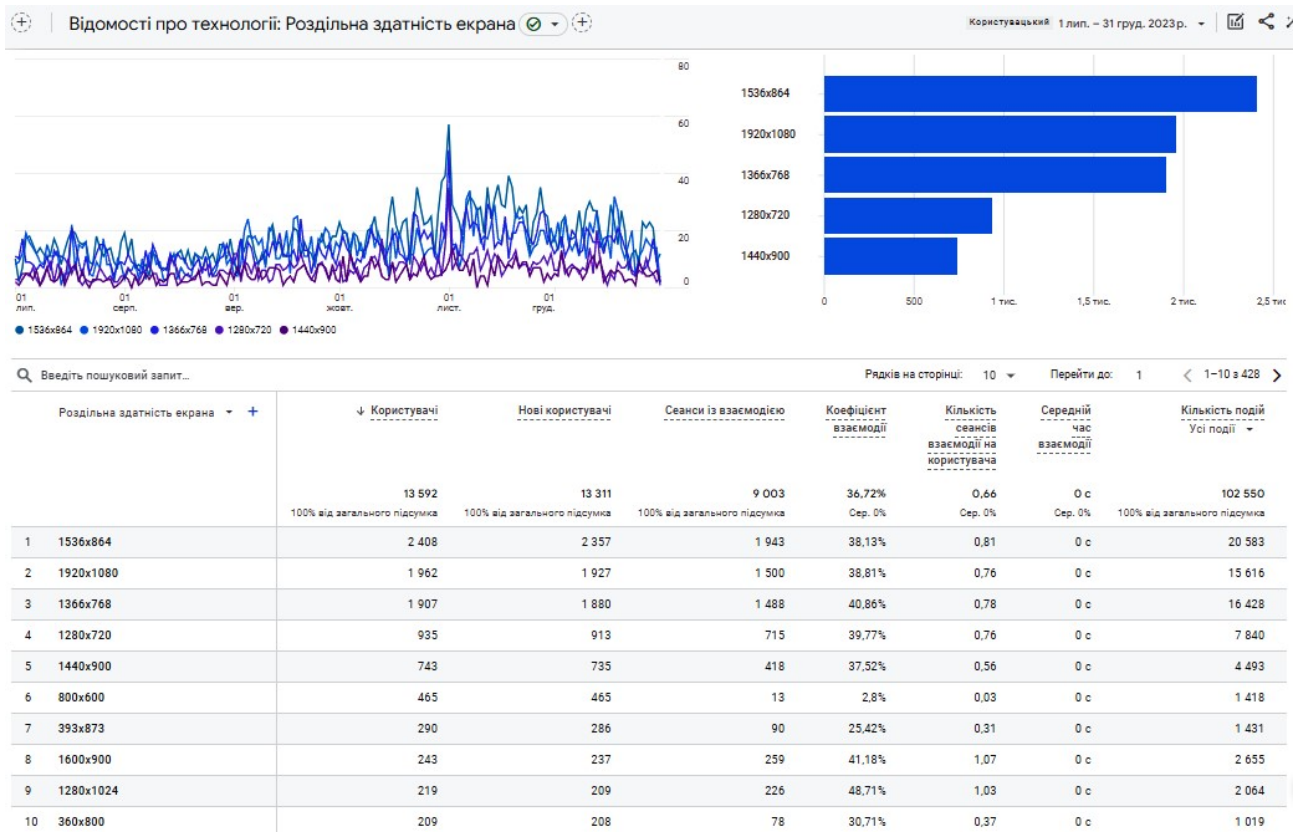 Відомості про технології: Роздільна здатність екрана
Користувацький 1 лип. – 31 груд. 2023 р.
80
60
40
20
0
01 лип.
01 серп.
01 вер.
01 жовт.
01 лист.
01 груд.
1536x864 1920x1080 1366x768 1280x720 1440x900
1536x864
1920x1080
1366x768
1280x720
1440x900
0 500 1 тис. 1,5 тис. 2 тис. 2,5 тис
Введіть пошуковий запит...
Рядків на сторінці: 10 Перейти до: 1 1–10 з 428
Роздільна здатність екрана + ↓ Користувачі Нові користувачі Сеанси із взаємодією Коефіцієнт взаємодії Кількість сеансів взаємодії на користувача Середній час взаємодії Кількість подій Усі події
13 592 13 311 9 003 36,72% 0,66 0 с 102 550
100% від загального підсумка 100% від загального підсумка 100% від загального підсумка Сер. 0% Сер. 0% Сер. 0% 100% від загального підсумка
1 1536x864 2 408 2 357 1 943 38,13% 0,81 0 с 20 583
2 1920x1080 1 962 1 927 1 500 38,81% 0,76 0 с 15 616
3 1366x768 1 907 1 880 1 488 40,86% 0,78 0 с 16 428
4 1280x720 935 913 715 39,77% 0,76 0 с 7 840
5 1440x900 743 735 418 37,52% 0,56 0 с 4 493
6 800x600 465 465 13 2,8% 0,03 0 с 1 418
7 393x873 290 286 90 25,42% 0,31 0 с 1 431
8 1600x900 243 237 259 41,18% 1,07 0 с 2 655
9 1280x1024 219 209 226 48,71% 1,03 0 с 2 064
10 360x800 209 208 78 30,71% 0,37 0 с 1 019